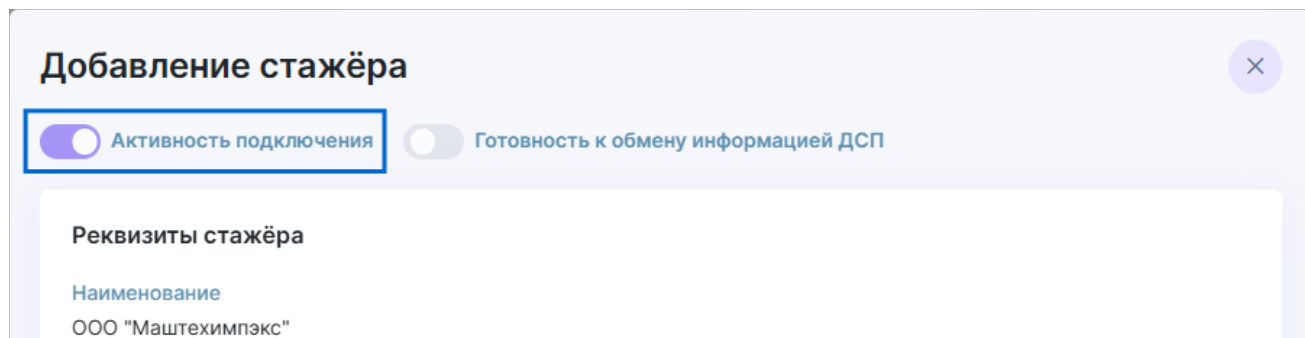 Добавление стажёра
Активность подключения Готовность к обмену информацией ДСП
Реквизиты стажёра
Наименование
ООО "Маштехимпэкс"